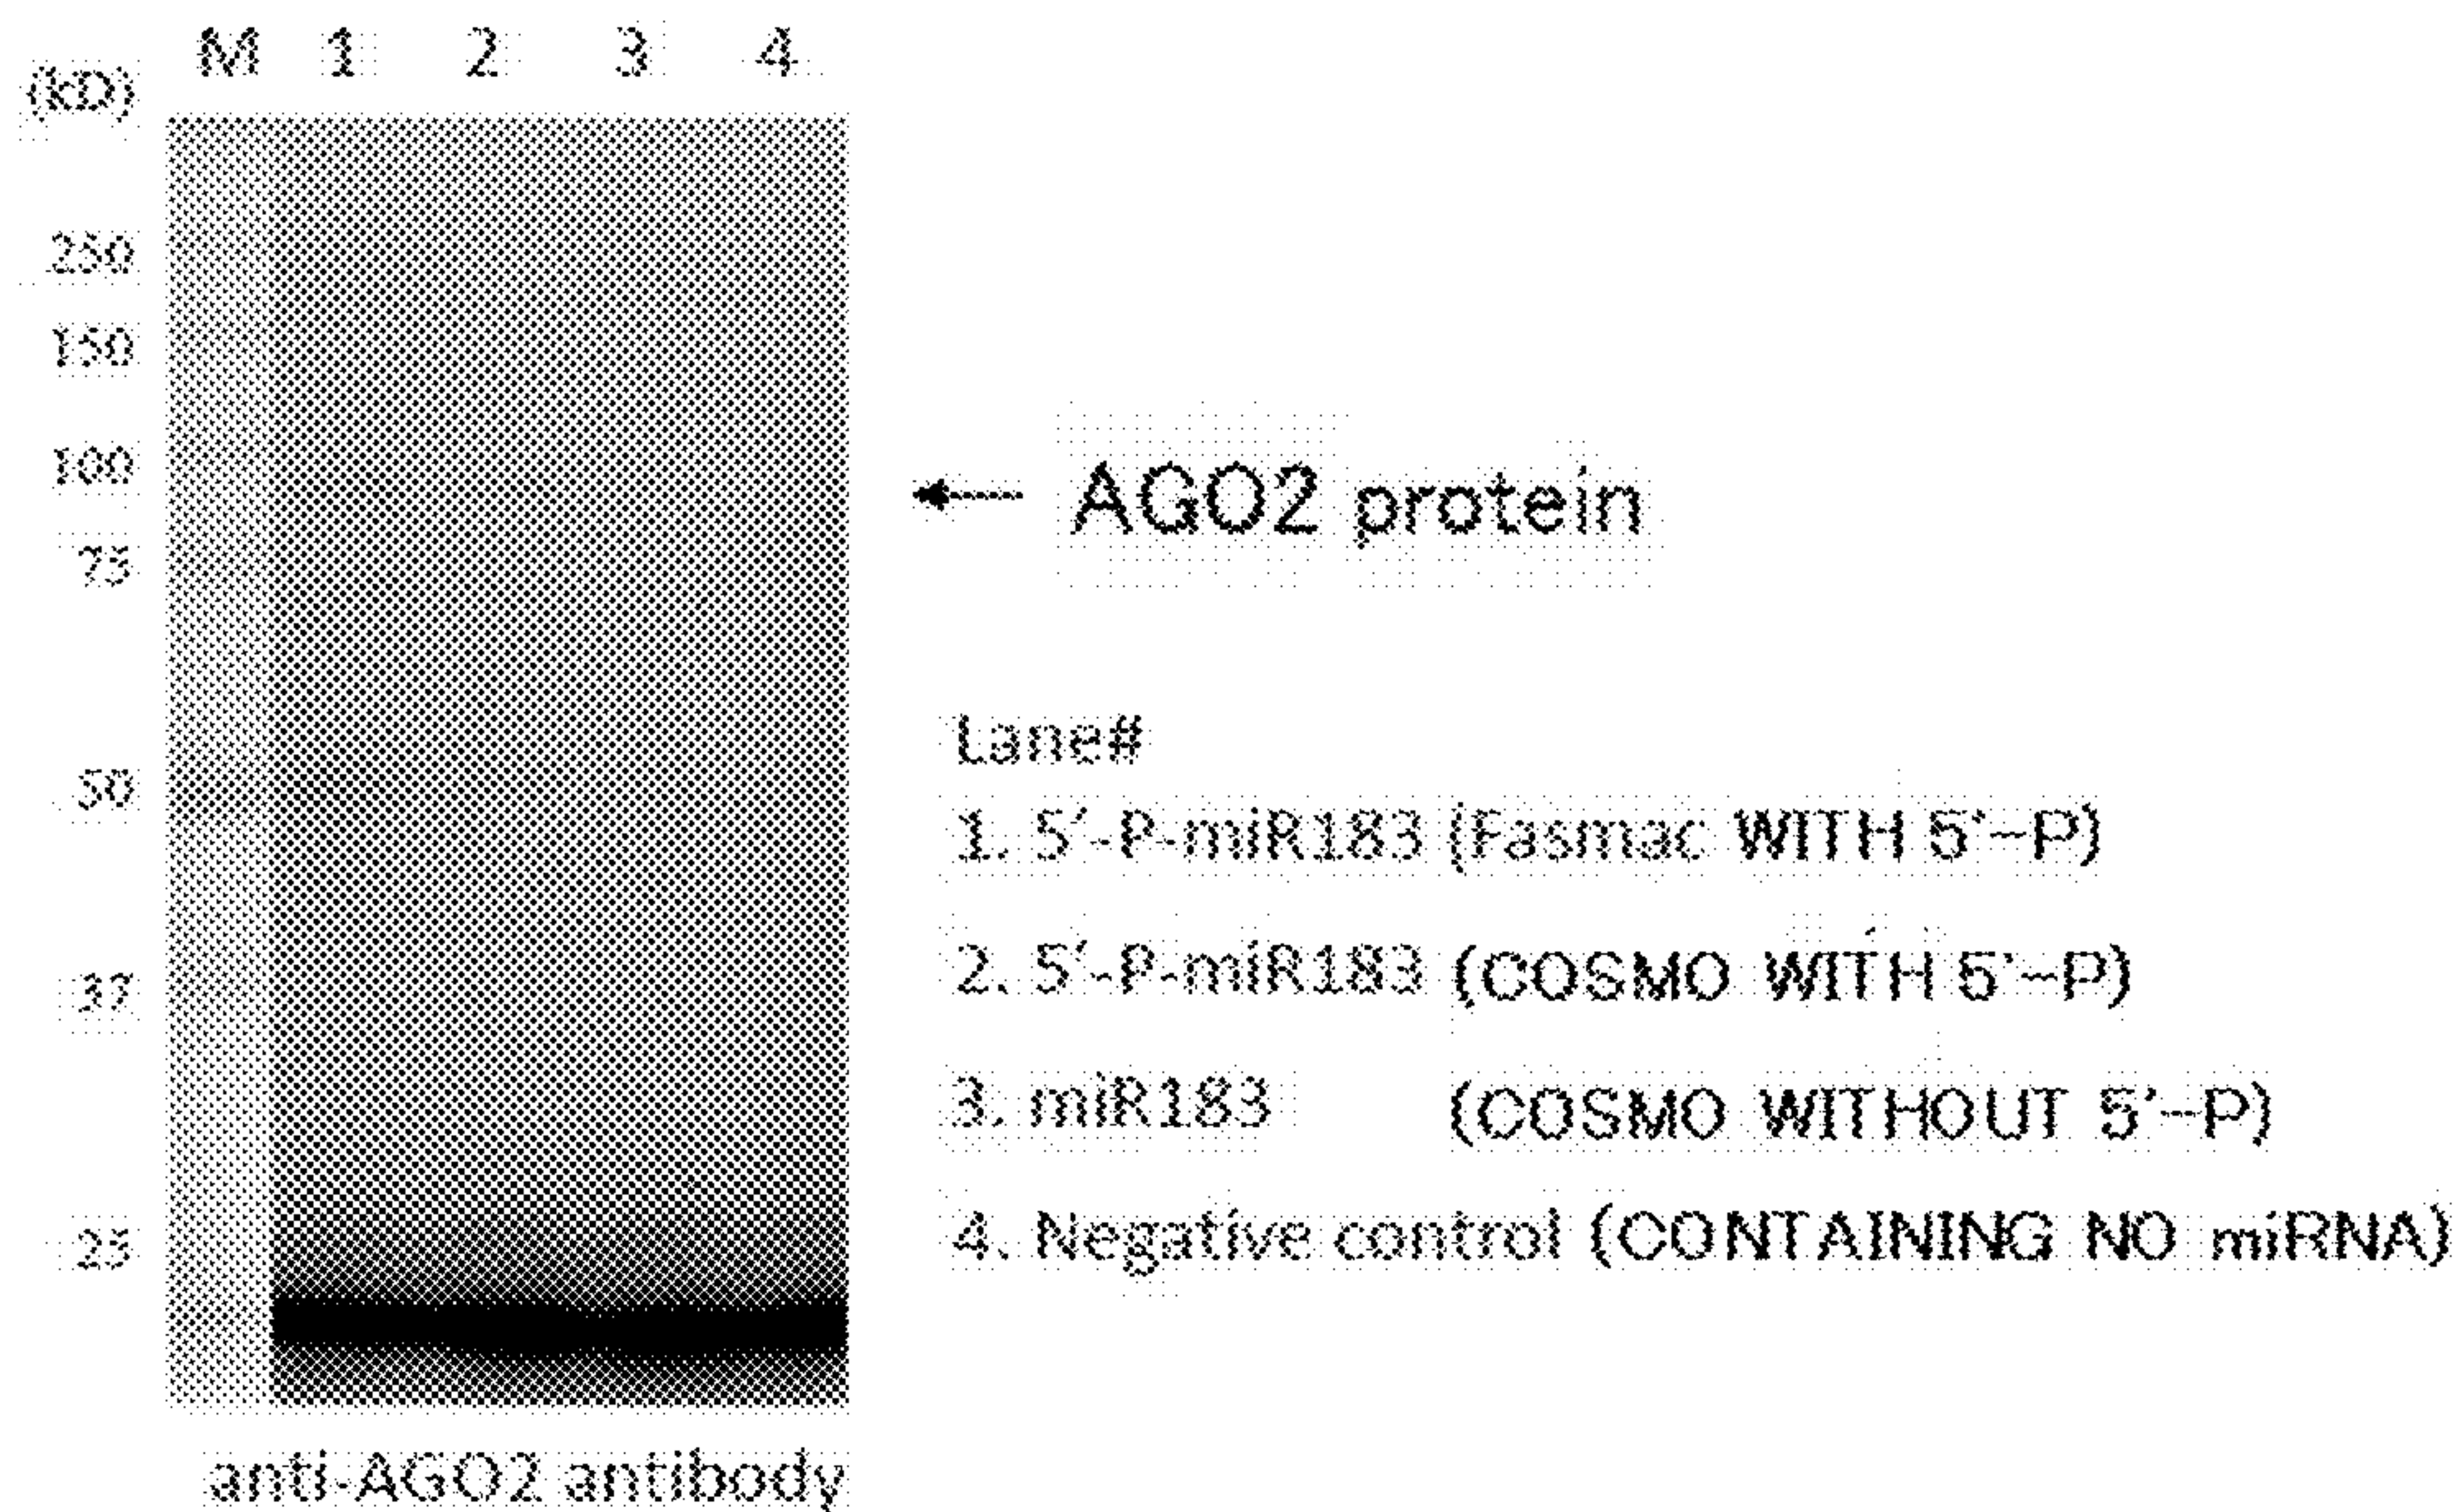 M 1 2 3 4
(kD)
250
150
100
75
50
37
25
← AGO2 protein
Lane#
1. 5'-P-miR183 (Fasmac WITH 5'-P)
2. 5'-P-miR183 (COSMO WITH 5'-P)
3. miR183 (COSMO WITHOUT 5'-P)
4. Negative control (CONTAINING NO miRNA)
anti-AGO2 antibody